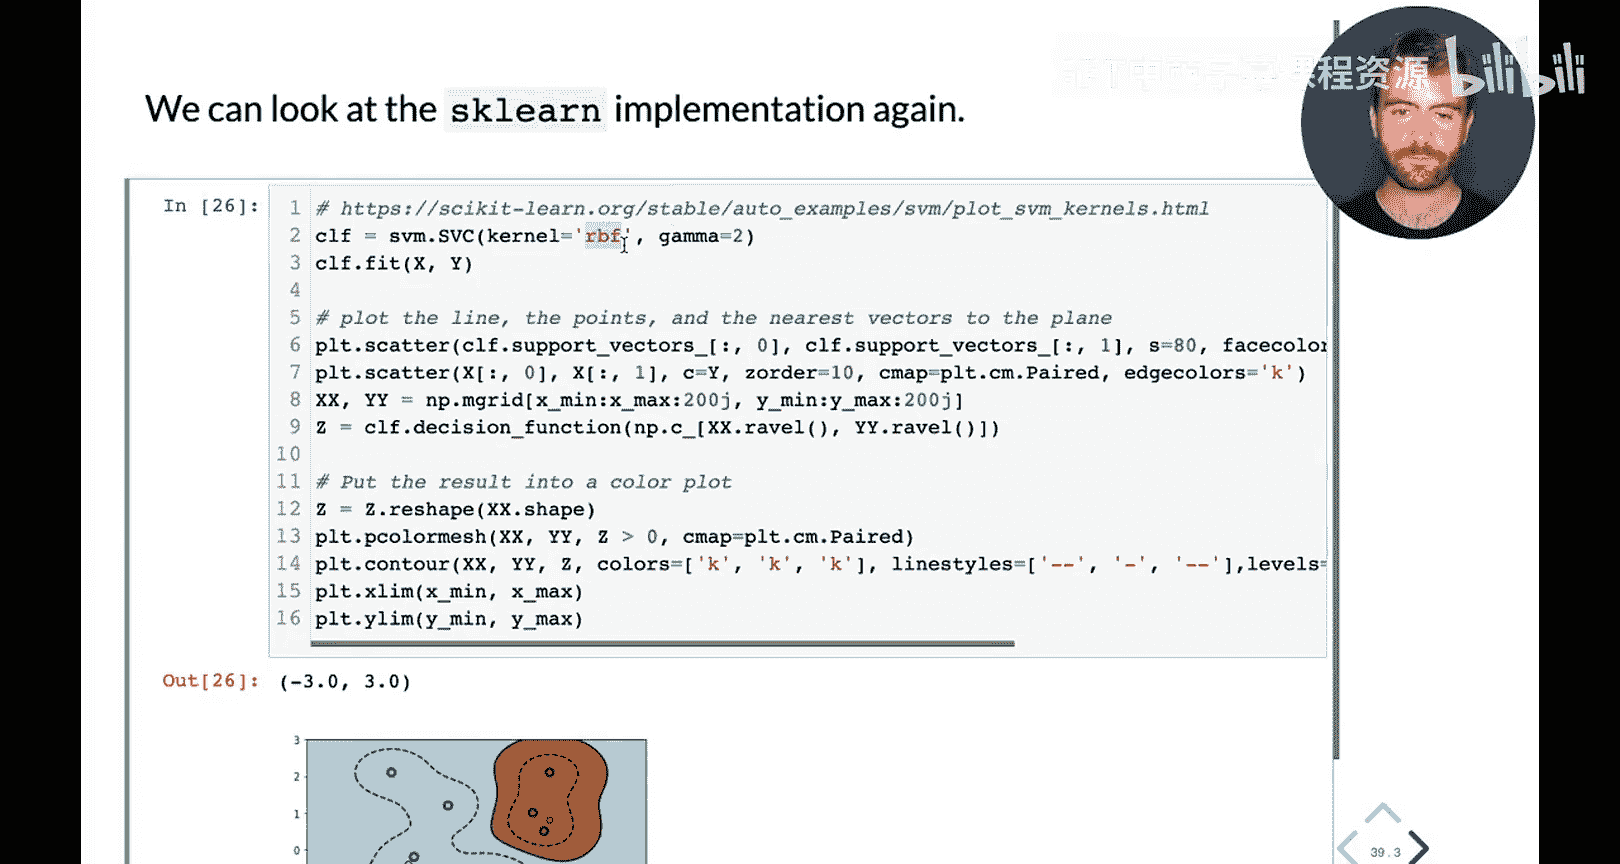 课程资源 bilibili
We can look at the sklearn implementation again.
In [26]:
1 # https://scikit-learn.org/stable/auto_examples/svm/plot_svm_kernels.html
2 clf = svm.SVC(kernel='rbf', gamma=2)
3 clf.fit(X, Y)
4
5 # plot the line, the points, and the nearest vectors to the plane
6 plt.scatter(clf.support_vectors_[:, 0], clf.support_vectors_[:, 1], s=80, facecolor
7 plt.scatter(X[:, 0], X[:, 1], c=Y, zorder=10, cmap=plt.cm.Paired, edgecolors='k')
8 XX, YY = np.mgrid[x_min:x_max:200j, y_min:y_max:200j]
9 Z = clf.decision_function(np.c_[XX.ravel(), YY.ravel()])
10
11 # Put the result into a color plot
12 Z = Z.reshape(XX.shape)
13 plt.pcolormesh(XX, YY, Z > 0, cmap=plt.cm.Paired)
14 plt.contour(XX, YY, Z, colors=['k', 'k', 'k'], linestyles=['--', '-', '--'],levels=
15 plt.xlim(x_min, x_max)
16 plt.ylim(y_min, y_max)
Out[26]: (-3.0, 3.0)
3
2
1
0
39.3